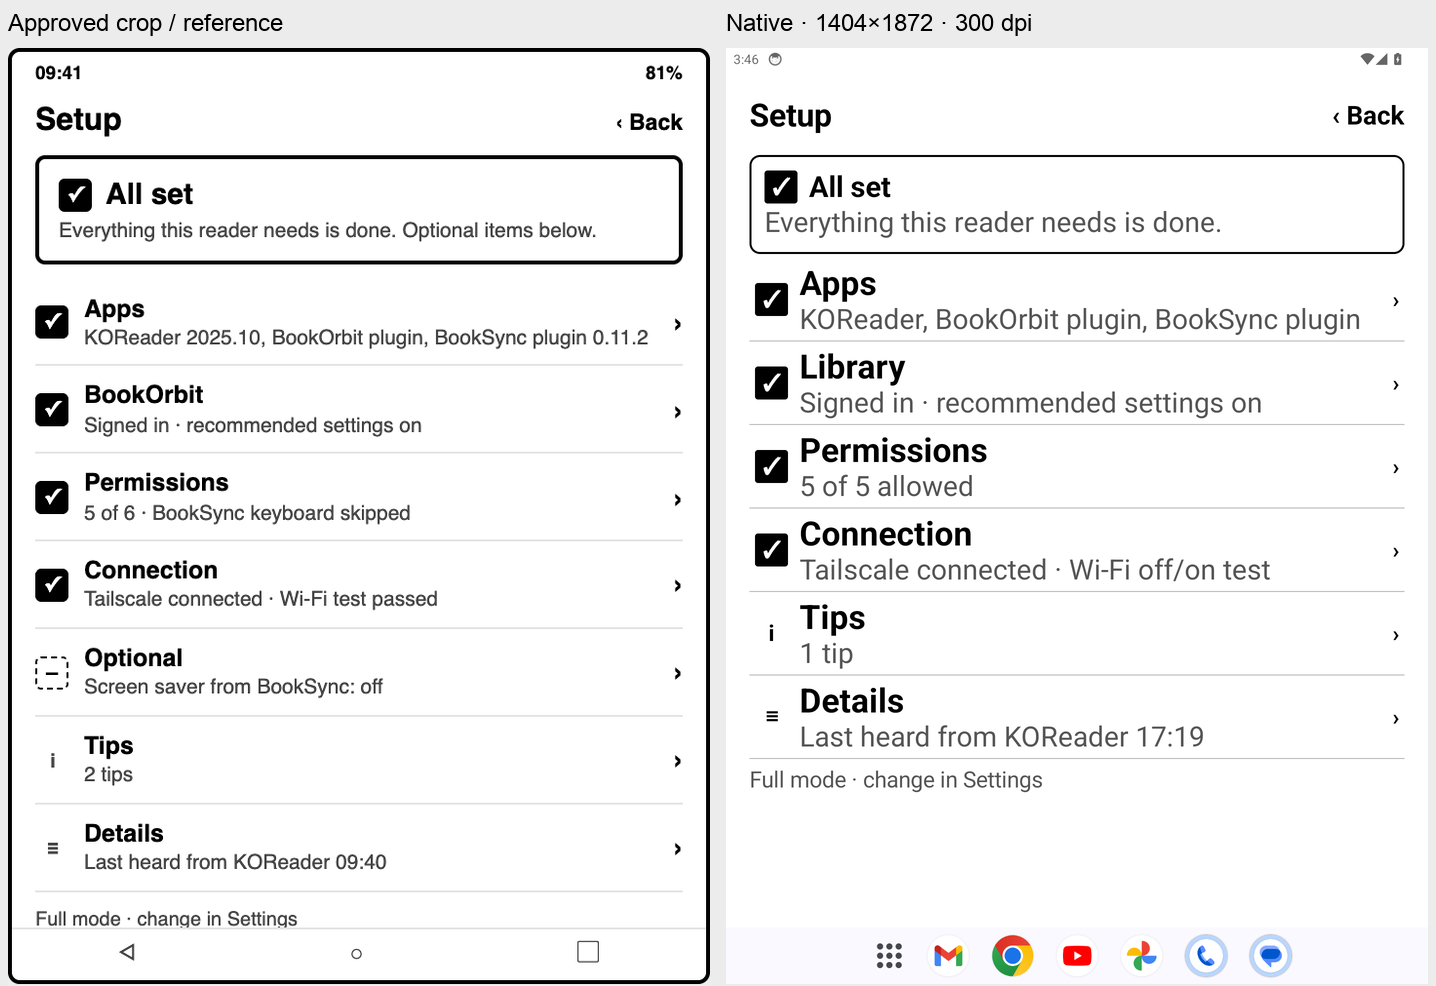 Approved crop / reference
09:41
81%
Setup
‹ Back
All set
Everything this reader needs is done. Optional items below.
Apps
KOReader 2025.10, BookOrbit plugin, BookSync plugin 0.11.2
BookOrbit
Signed in · recommended settings on
Permissions
5 of 6 · BookSync keyboard skipped
Connection
Tailscale connected · Wi-Fi test passed
Optional
Screen saver from BookSync: off
i
Tips
2 tips
Details
Last heard from KOReader 09:40
Full mode · change in Settings
Native · 1404×1872 · 300 dpi
3:46
Setup
‹ Back
All set
Everything this reader needs is done.
Apps
KOReader, BookOrbit plugin, BookSync plugin
Library
Signed in · recommended settings on
Permissions
5 of 5 allowed
Connection
Tailscale connected · Wi-Fi off/on test
i
Tips
1 tip
Details
Last heard from KOReader 17:19
Full mode · change in Settings